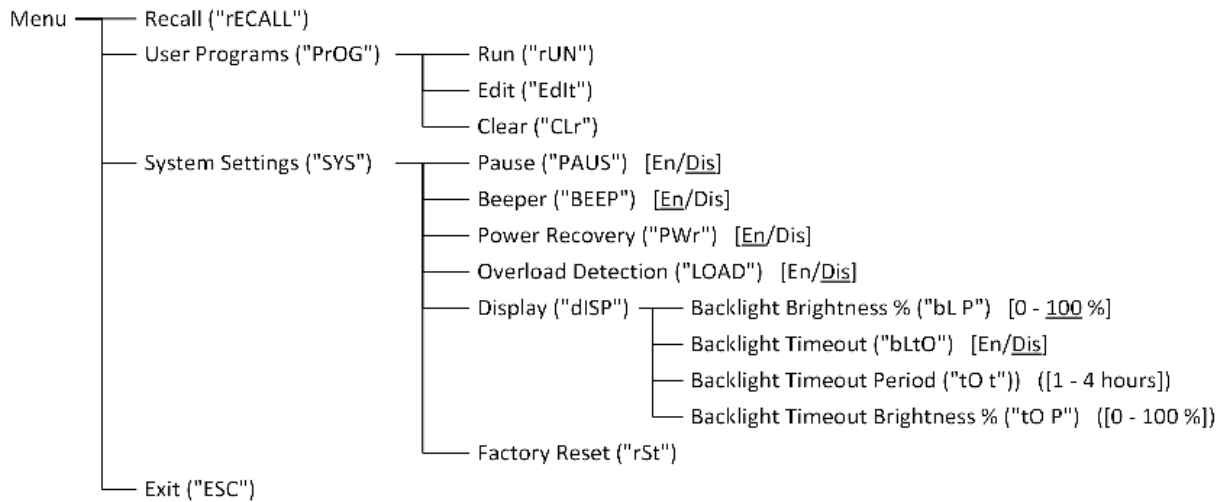 Menu
Recall ("rECALL")
User Programs ("PrOG")
Run ("rUN")
Edit ("EdIt")
Clear ("CLr")
System Settings ("SYS")
Pause ("PAUS") [En/Dis]
Beeper ("BEEP") [En/Dis]
Power Recovery ("PWr") [En/Dis]
Overload Detection ("LOAD") [En/Dis]
Display ("dISP")
Backlight Brightness % ("bL P") [0 - 100 %]
Backlight Timeout ("bLtO") [En/Dis]
Backlight Timeout Period ("tO t")) ([1 - 4 hours])
Backlight Timeout Brightness % ("tO P") ([0 - 100 %])
Factory Reset ("rSt")
Exit ("ESC")